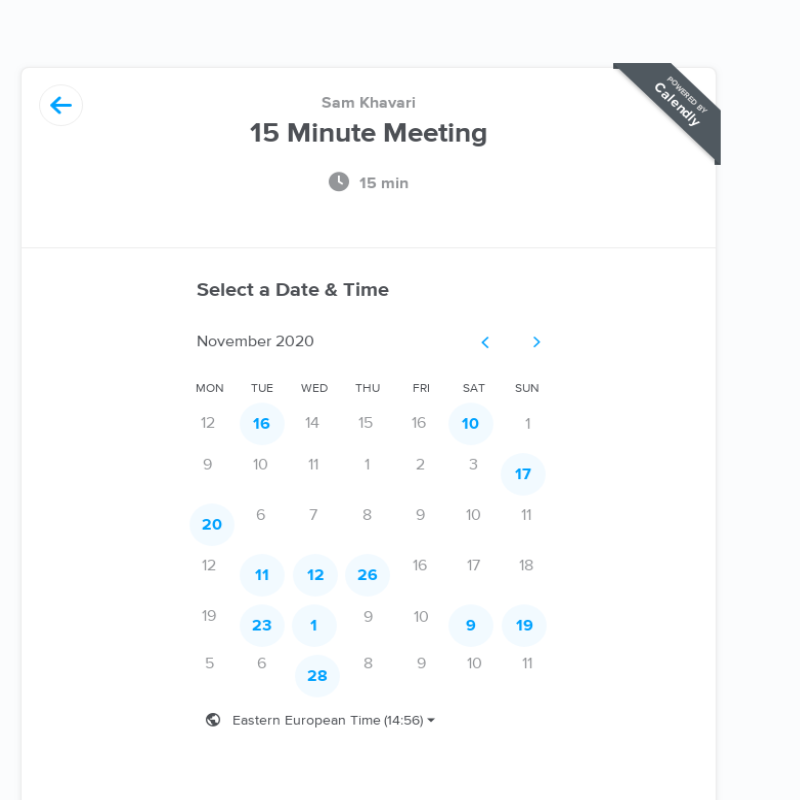 POWERED BY
Calendly
Sam Khavari
15 Minute Meeting
15 min
Select a Date & Time
November 2020
MON TUE WED THU FRI SAT SUN
12 16 14 15 16 10 1
9 10 11 1 2 3 17
20 6 7 8 9 10 11
12 11 12 26 16 17 18
19 23 1 9 10 9 19
5 6 28 8 9 10 11
Eastern European Time (14:56)